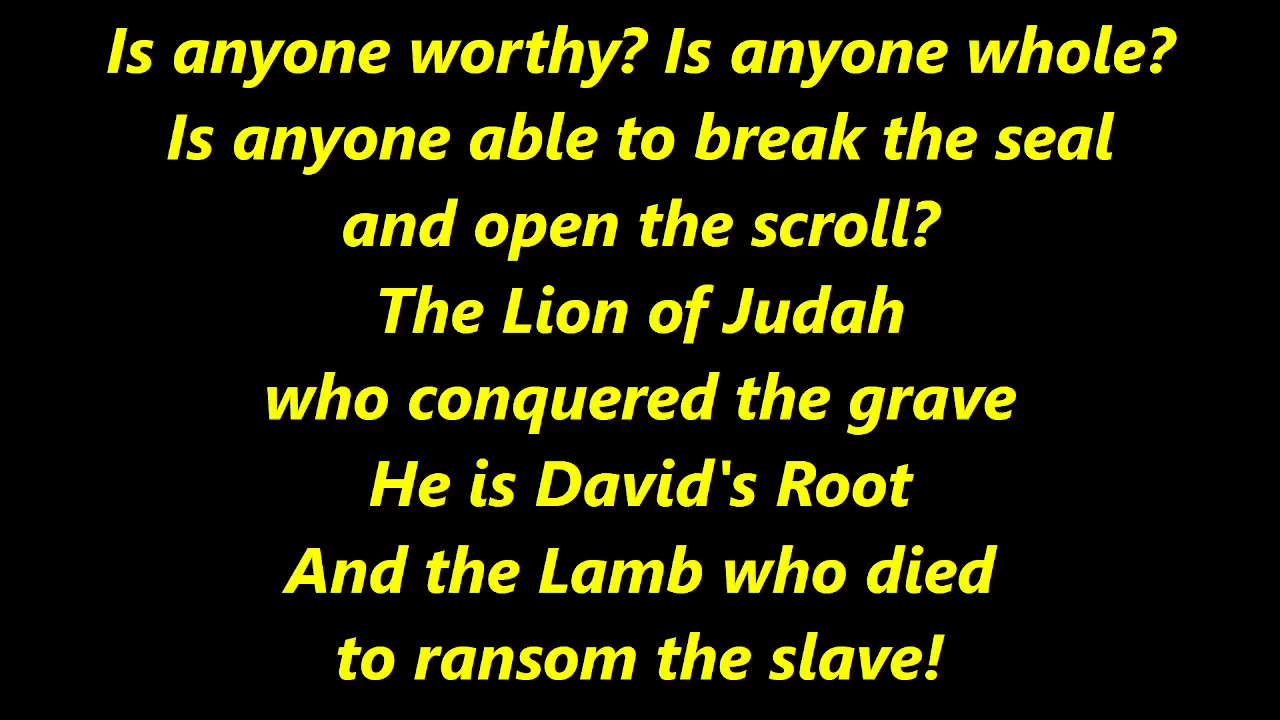 Is anyone worthy? Is anyone whole?
Is anyone able to break the seal
and open the scroll?
The Lion of Judah
who conquered the grave
He is David's Root
And the Lamb who died
to ransom the slave!